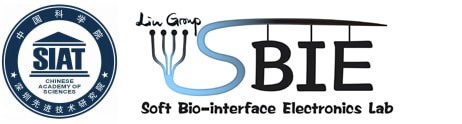 中国科学院
SIAT
CHINESE
ACADEMY OF
SCIENCES
深圳先进技术研究院
Liu Group
SBIE
Soft Bio-interface Electronics Lab